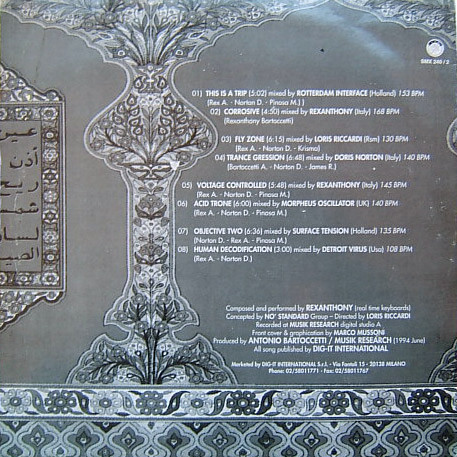 SMX 240 / 2
01) THIS IS A TRIP (5:02) mixed by ROTTERDAM INTERFACE (Holland) 153 BPM
(Rex A. - Norton D. - Pinosa M.J.)
02) CORROSIVE (4:50) mixed by REXANTHONY (Italy) 168 BPM
(Rexanthony Bartoccetti)
03) FLY ZONE (6:15) mixed by LORIS RICCARDI (Rsm) 130 BPM
(Rex A. - Norton D. - Krisma)
04) TRANCE GRESSION (6:48) mixed by DORIS NORTON (Italy) 140 BPM
(Bartoccetti A. - Norton D. - James R.)
05) VOLTAGE CONTROLLED (5:48) mixed by REXANTHONY (Italy) 145 BPM
(Rex A. - Norton D. - Pinosa M.)
06) ACID TRONE (6:00) mixed by MORPHEUS OSCILLATOR (UK) 140 BPM
(Rex A. - Norton D. - Pinosa M.)
07) OBJECTIVE TWO (6:36) mixed by SURFACE TENSION (Holland) 135 BPM
(Norton D. - Rex A. - Pinosa M.)
08) HUMAN DECODIFICATION (3:00) mixed by DETROIT VIRUS (Usa) 108 BPM
(Rex A. - Norton D.)
Composed and performed by REXANTHONY (real time keyboards)
Concepted by NO' STANDARD Group - Directed by LORIS RICCARDI
Recorded at MUSIK RESEARCH digital studio A
Front cover & graphication by MARCO MUSSONI
Produced by ANTONIO BARTOCCETTI / MUSIK RESEARCH (1994 June)
All song published by DIG-IT INTERNATIONAL
Marketed by DIG-IT INTERNATIONAL S.r.l. - Via Fantoli 15 - 20138 MILANO
Phone: 02/58011771 - Fax: 02/58011767
عين
أذن